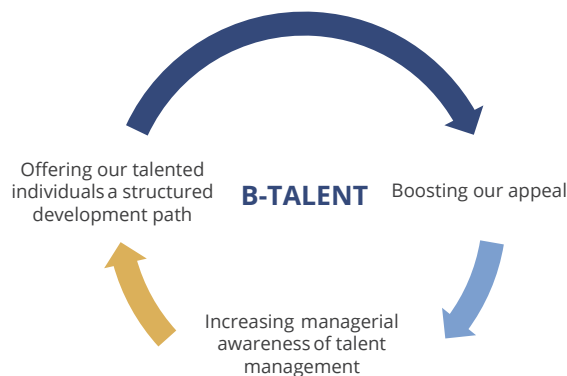 Offering our talented
individuals a structured
development path
B-TALENT
Boosting our appeal
Increasing managerial
awareness of talent
management